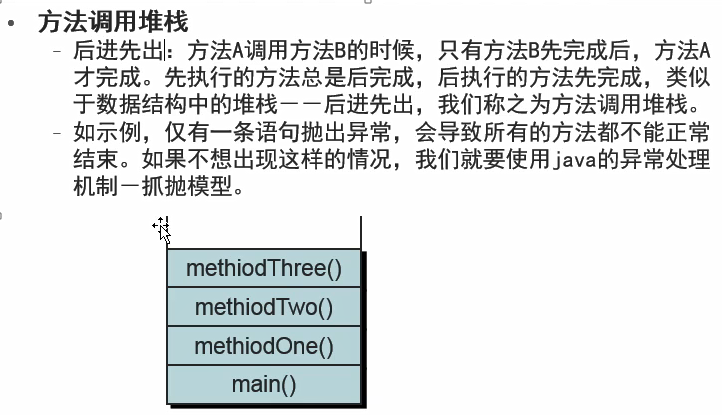 方法调用堆栈
后进先出：方法A调用方法B的时候，只有方法B先完成后，方法A
才完成。先执行的方法总是后完成，后执行的方法先完成，类似
于数据结构中的堆栈－－后进先出，我们称之为方法调用堆栈。
如示例，仅有一条语句抛出异常，会导致所有的方法都不能正常
结束。如果不想出现这样的情况，我们就要使用java的异常处理
机制－抓抛模型。
methiodThree()
methiodTwo()
methiodOne()
main()